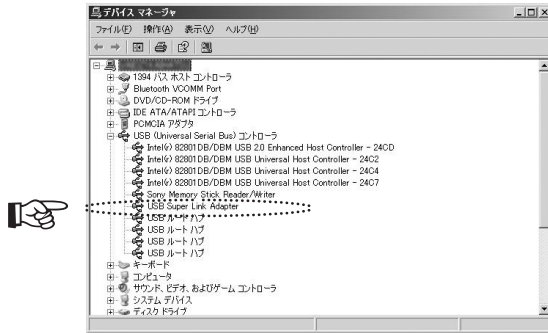 デバイス マネージャ
ファイル(F) 操作(A) 表示(V) ヘルプ(H)
1394 バス ホスト コントローラ
Bluetooth VCOMM Port
DVD/CD-ROM ドライブ
IDE ATA/ATAPI コントローラ
PCMCIA アダプタ
USB (Universal Serial Bus) コントローラ
Intel(r) 82801DB/DBM USB 2.0 Enhanced Host Controller - 24CD
Intel(r) 82801DB/DBM USB Universal Host Controller - 24C2
Intel(r) 82801DB/DBM USB Universal Host Controller - 24C4
Intel(r) 82801DB/DBM USB Universal Host Controller - 24C7
Sony Memory Stick Reader/Writer
USB Super Link Adapter
USB ルート ハブ
USB ルート ハブ
USB ルート ハブ
USB ルート ハブ
キーボード
コンピュータ
サウンド、ビデオ、およびゲーム コントローラ
システム デバイス
ディスク ドライブ